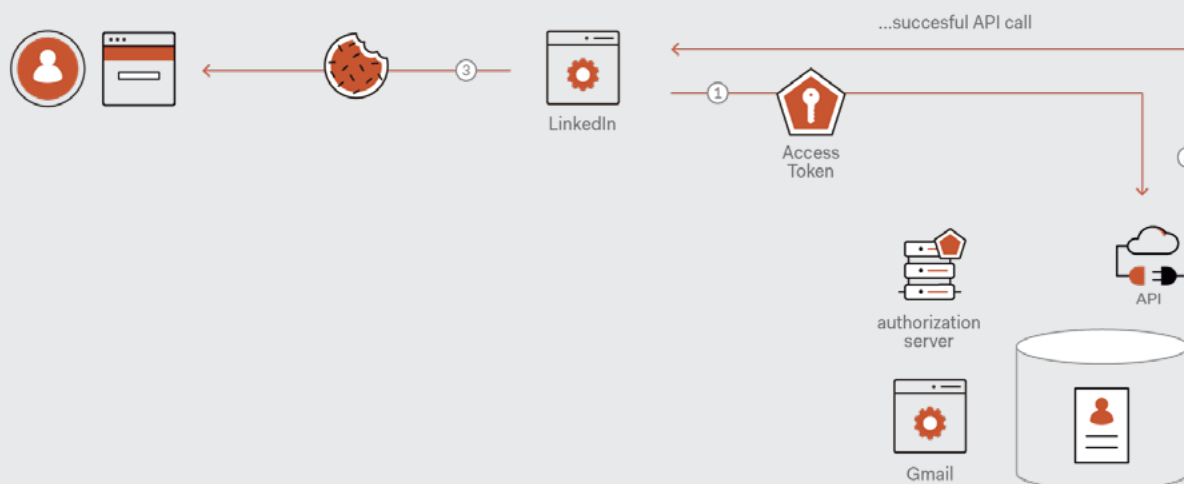 ...succesful API call
3
1
LinkedIn
Access
Token
API
authorization
server
Gmail